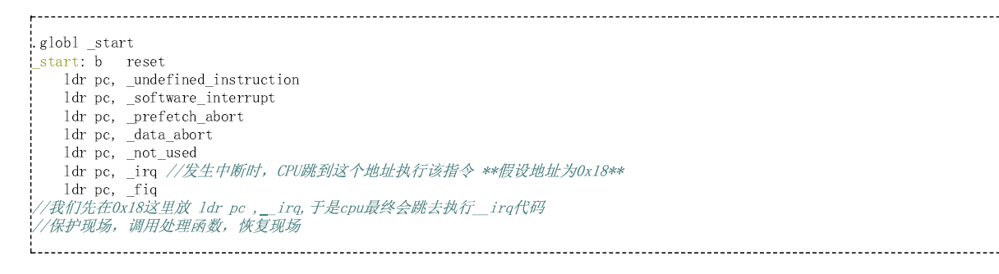 .globl _start
_start: b   reset
    ldr pc, _undefined_instruction
    ldr pc, _software_interrupt
    ldr pc, _prefetch_abort
    ldr pc, _data_abort
    ldr pc, _not_used
    ldr pc, _irq //发生中断时，CPU跳到这个地址执行该指令 **假设地址为0x18**
    ldr pc, _fiq
//我们先在0x18这里放 ldr pc ,__irq,于是cpu最终会跳去执行__irq代码
//保护现场，调用处理函数，恢复现场